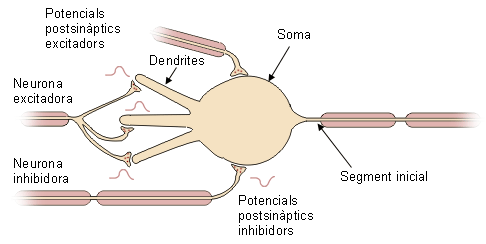 Potencials
postsinàptics
excitadors
Dendrites
Soma
Neurona
excitadora
Neurona
inhibidora
Segment inicial
Potencials
postsinàptics
inhibidors